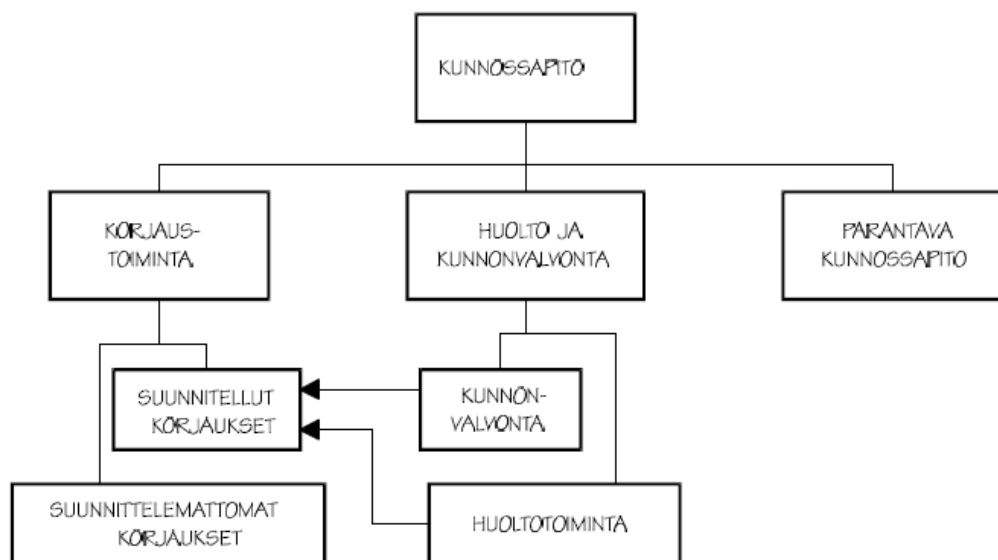 KUNNOSSAPITO
KORJAUS-
TOIMINTA
HUOLTO JA
KUNNONVALVONTA
PARANTAVA
KUNNOSSAPITO
SUUNNITELLUT
KORJAUKSET
KUNNON-
VALVONTA
SUUNNITTELEMATTOMAT
KORJAUKSET
HUOLTOTOIMINTA